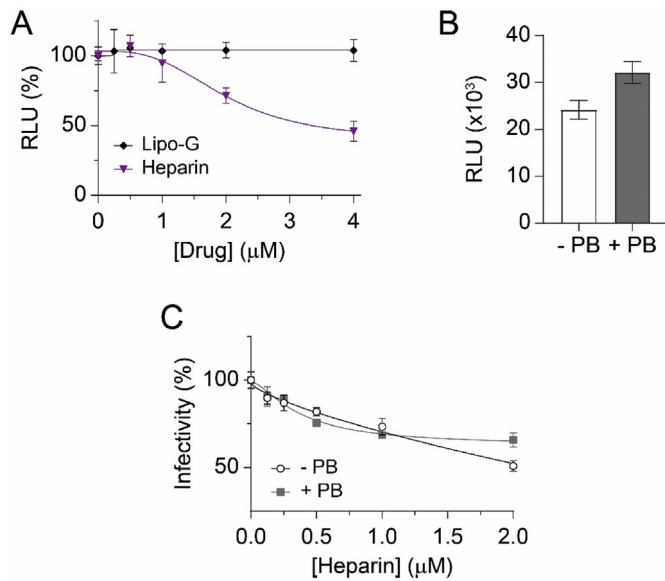 A
RLU (%)
100
50
0
Lipo-G
Heparin
0 1 2 3 4
[Drug] (μM)
B
RLU (x10³)
40
30
20
10
0
- PB + PB
C
Infectivity (%)
100
50
- PB
+ PB
0.0 0.5 1.0 1.5 2.0
[Heparin] (μM)